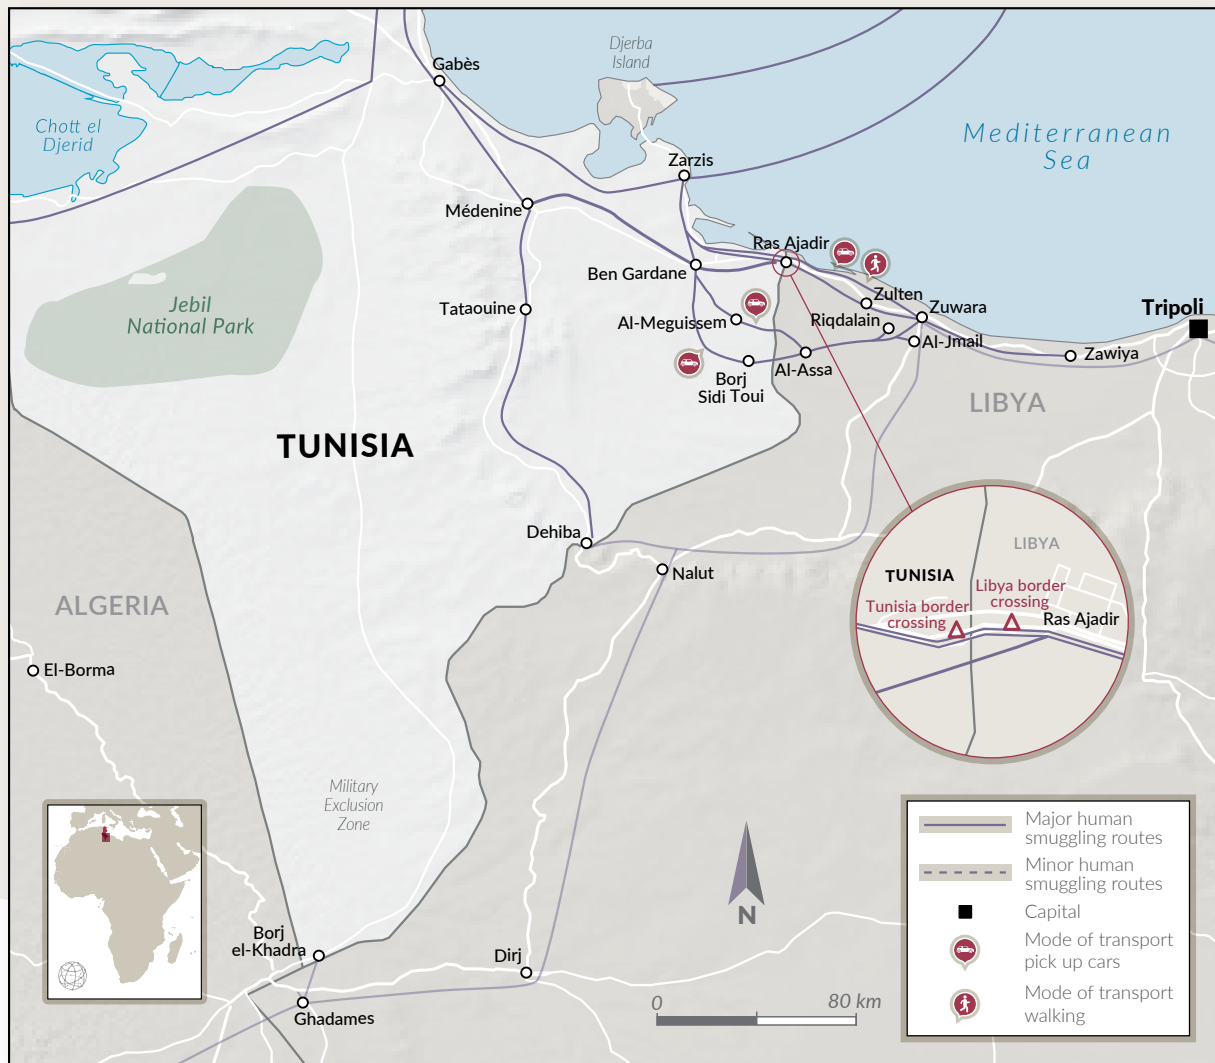 Djerba
Island
Gabès
Chott el
Djerid
Mediterranean
Sea
Zarzis
Médenine
Ras Ajadir
Ben Gardane
Jebil
National Park
Tataouine
Al-Meguissem
Zulten
Riqdalain
Zuwara
Tripoli
Al-Jmail
Zawiya
Al-Assa
Borj
Sidi Toui
LIBYA
TUNISIA
Dehiba
Nalut
LIBYA
TUNISIA
Libya border
crossing
Tunisia border
crossing
Ras Ajadir
ALGERIA
El-Borma
Military
Exclusion
Zone
Major human
smuggling routes
Minor human
smuggling routes
N
Capital
Borj
el-Khadra
Dirj
Mode of transport
pick up cars
0 80 km
Mode of transport
walking
Ghadames